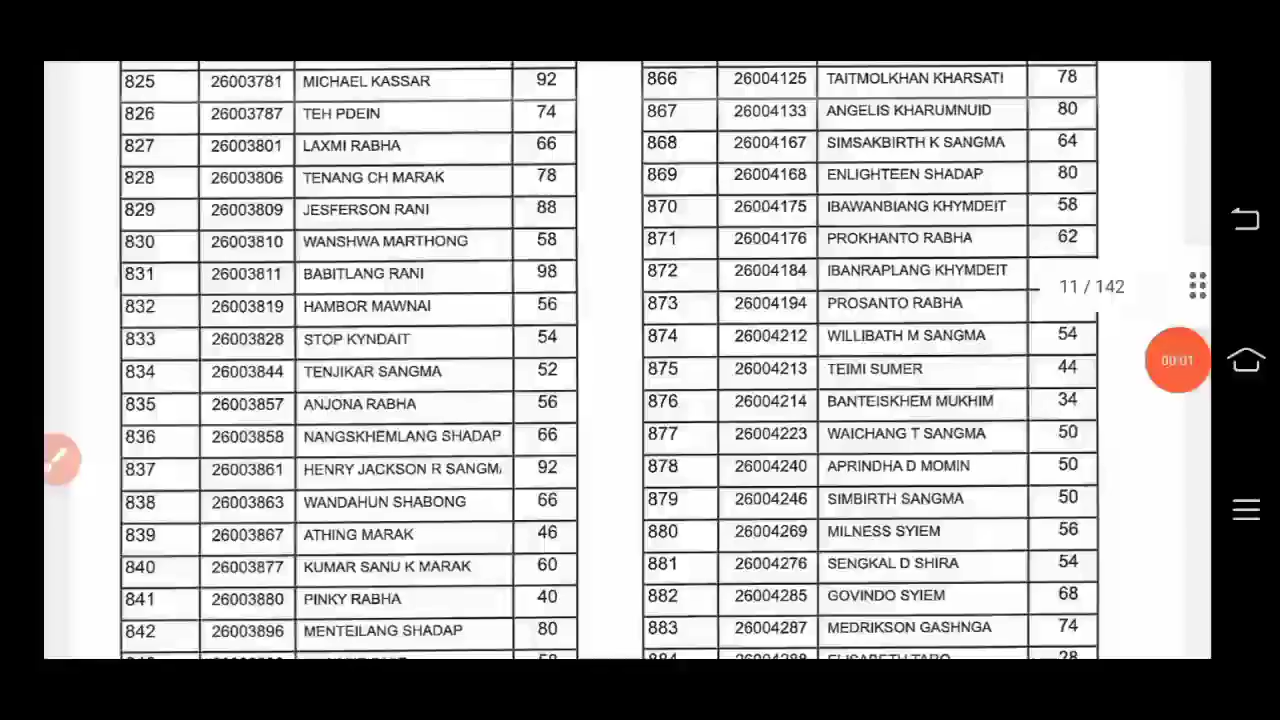 825 26003781 MICHAEL KASSAR 92
826 26003787 TEH PDEIN 74
827 26003801 LAXMI RABHA 66
828 26003806 TENANG CH MARAK 78
829 26003809 JESFERSON RANI 88
830 26003810 WANSHWA MARTHONG 58
831 26003811 BABITLANG RANI 98
832 26003819 HAMBOR MAWNAI 56
833 26003828 STOP KYNDAIT 54
834 26003844 TENJIKAR SANGMA 52
835 26003857 ANJONA RABHA 56
836 26003858 NANGSKHEMLANG SHADAP 66
837 26003861 HENRY JACKSON R SANGM 92
838 26003863 WANDAHUN SHABONG 66
839 26003867 ATHING MARAK 46
840 26003877 KUMAR SANU K MARAK 60
841 26003880 PINKY RABHA 40
842 26003896 MENTEILANG SHADAP 80
866 26004125 TAITMOLKHAN KHARSATI 78
867 26004133 ANGELIS KHARUMNUID 80
868 26004167 SIMSAKBIRTH K SANGMA 64
869 26004168 ENLIGHTEEN SHADAP 80
870 26004175 IBAWANBIANG KHYMDEIT 58
871 26004176 PROKHANTO RABHA 62
872 26004184 IBANRAPLANG KHYMDEIT
873 26004194 PROSANTO RABHA
874 26004212 WILLIBATH M SANGMA 54
875 26004213 TEIMI SUMER 44
876 26004214 BANTEISKHEM MUKHIM 34
877 26004223 WAICHANG T SANGMA 50
878 26004240 APRINDHA D MOMIN 50
879 26004246 SIMBIRTH SANGMA 50
880 26004269 MILNESS SYIEM 56
881 26004276 SENGKAL D SHIRA 54
882 26004285 GOVINDO SYIEM 68
883 26004287 MEDRIKSON GASHNGA 74
11 / 142
00:01